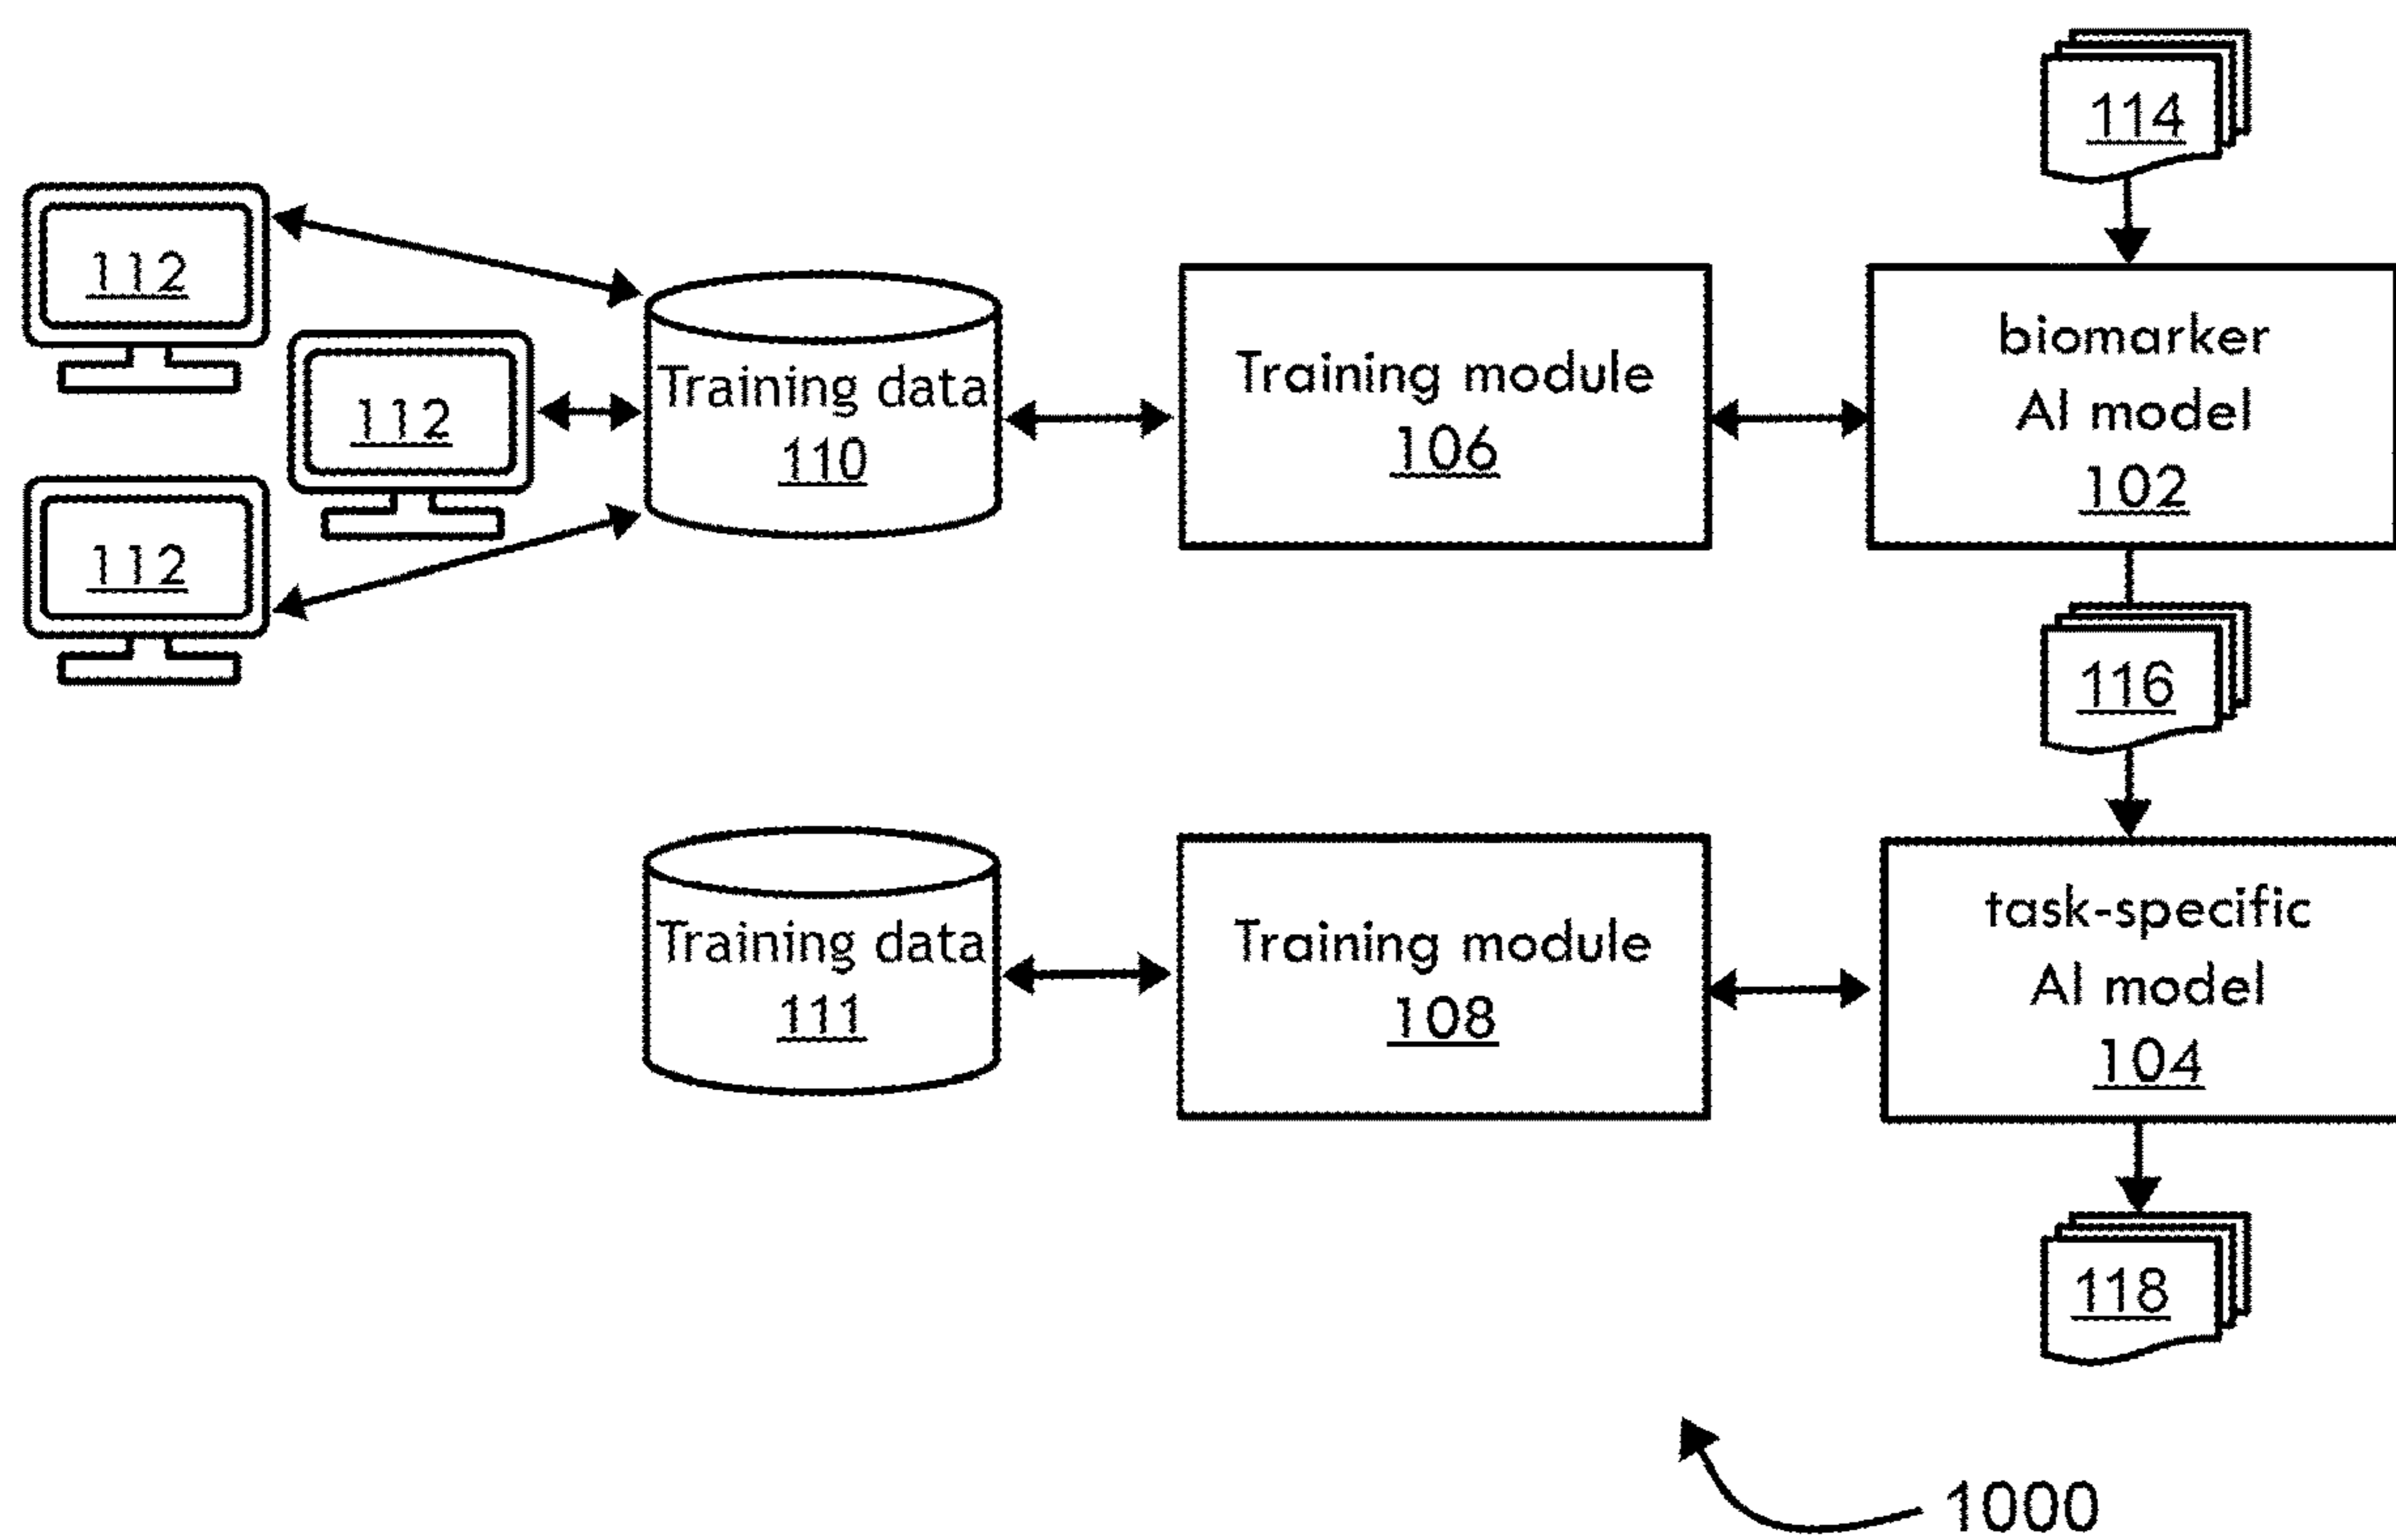 114
112
112
112
Training data
110
Training module
106
biomarker
AI model
102
116
Training data
111
Training module
108
task-specific
AI model
104
118
1000